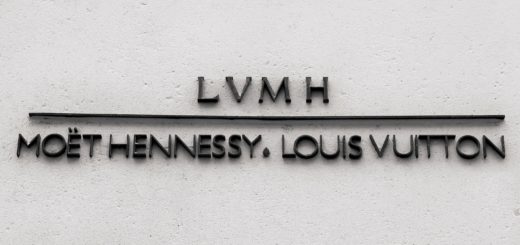 LVMH
MOËT HENNESSY. LOUIS VUITTON